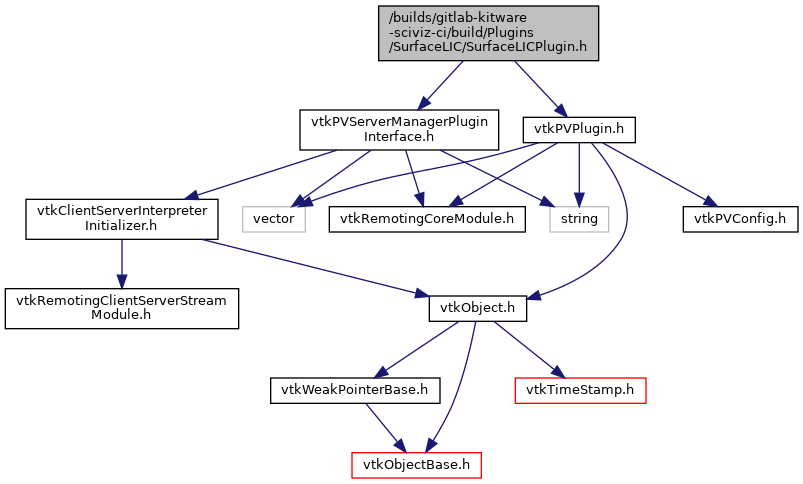 /builds/gitlab-kitware
-sciviz-ci/build/Plugins
/SurfaceLIC/SurfaceLICPlugin.h
vtkPVServerManagerPlugin
Interface.h
vtkPVPlugin.h
vtkClientServerInterpreter
Initializer.h
vector
vtkRemotingCoreModule.h
string
vtkPVConfig.h
vtkRemotingClientServerStream
Module.h
vtkObject.h
vtkWeakPointerBase.h
vtkTimeStamp.h
vtkObjectBase.h